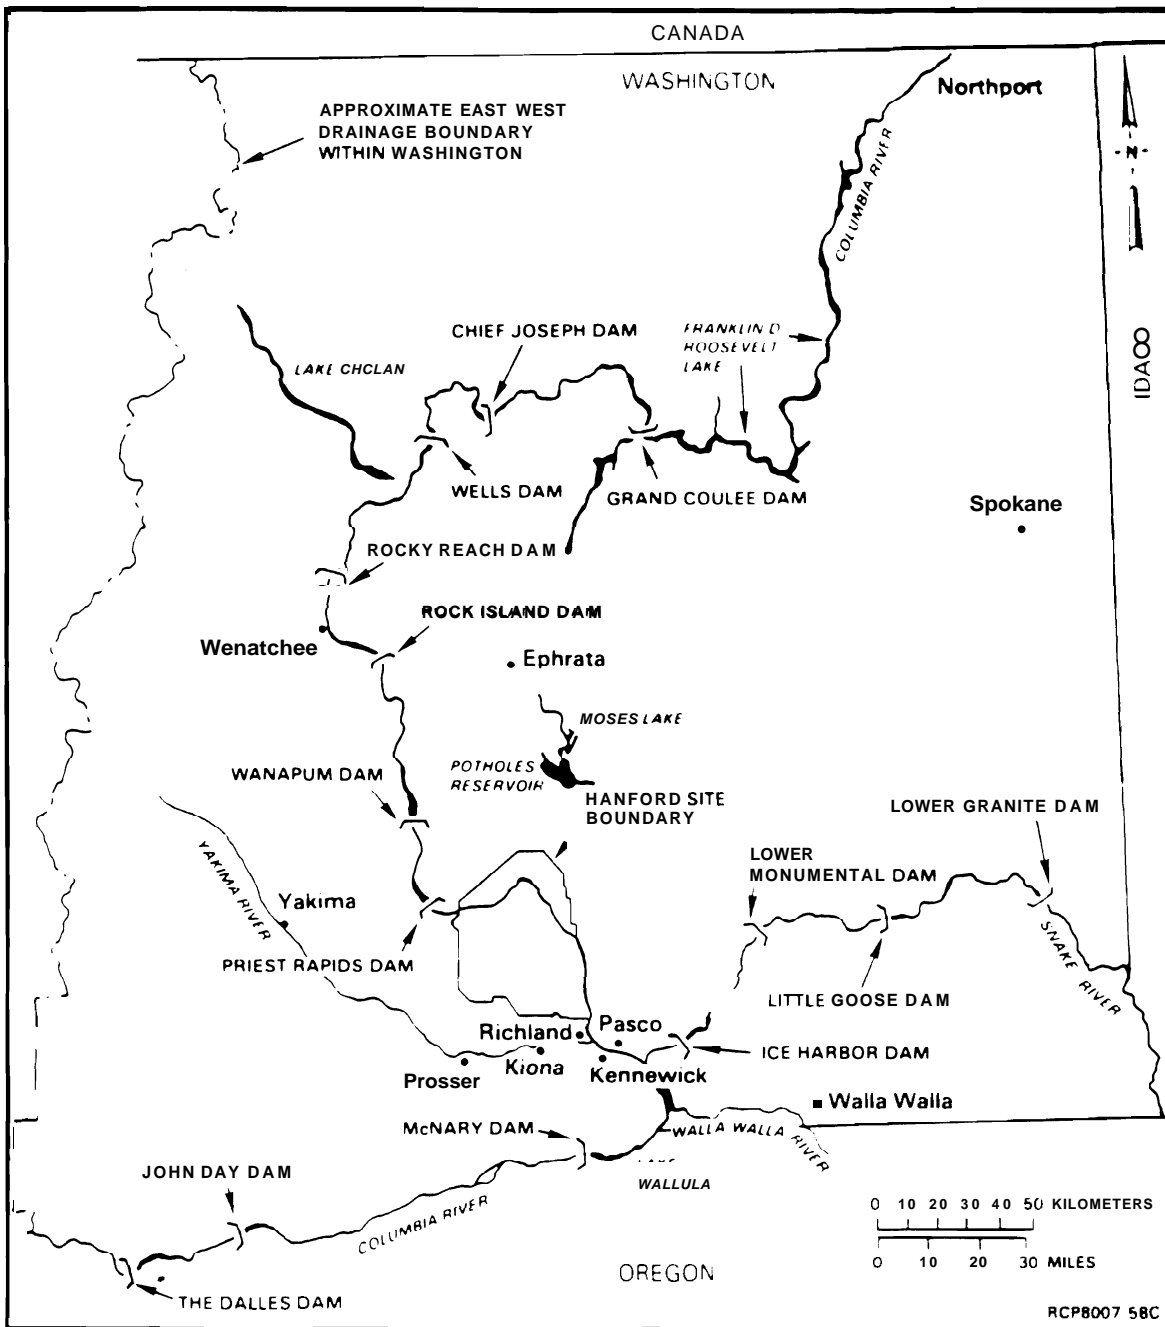 CANADA
WASHINGTON
Northport
APPROXIMATE EAST WEST
DRAINAGE BOUNDARY
WITHIN WASHINGTON
COLUMBIA RIVER
N
IDAOO
CHIEF JOSEPH DAM
FRANKLIN D
ROOSEVELT
LAKE
LAKE CHCLAN
WELLS DAM
GRAND COULEE DAM
Spokane
ROCKY REACH DAM
ROCK ISLAND DAM
Wenatchee
Ephrata
MOSES LAKE
POTHOLES
RESERVOIR
WANAPUM DAM
HANFORD SITE
BOUNDARY
LOWER GRANITE DAM
LOWER
MONUMENTAL DAM
YAKIMA RIVER
Yakima
PRIEST RAPIDS DAM
SNAKE RIVER
LITTLE GOOSE DAM
Richland
Pasco
ICE HARBOR DAM
Prosser
Kiona
Kennewick
Walla Walla
McNARY DAM
WALLA WALLA RIVER
LAKE
WALLULA
JOHN DAY DAM
COLUMBIA RIVER
0 10 20 30 40 50 KILOMETERS
0 10 20 30 MILES
OREGON
THE DALLES DAM
RCP8007 58C